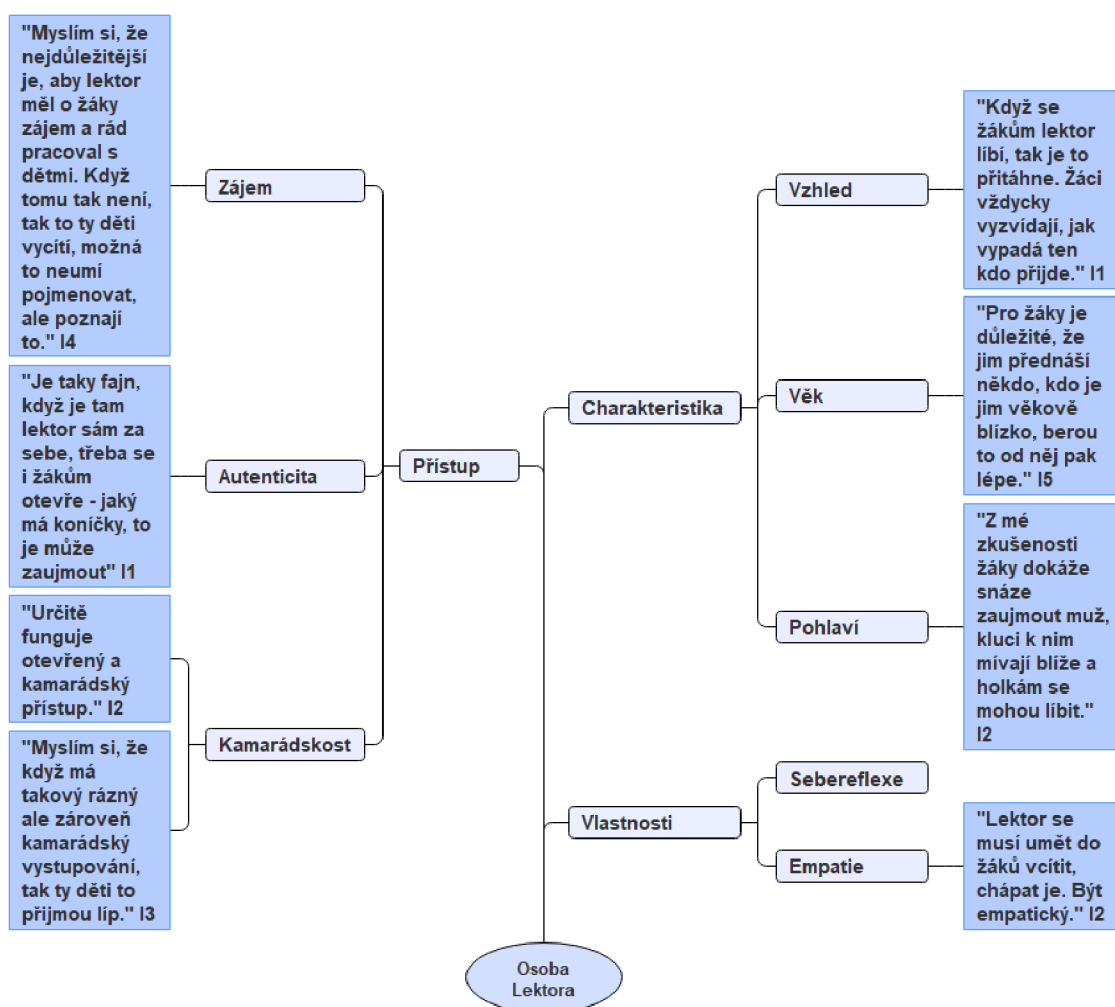 "Myslím si, že
nejdůležitější
je, aby lektor
měl o žáky
zájem a rád
pracoval s
dětmi. Když
tomu tak není,
tak to ty děti
vycítí, možná
to neumí
pojmenovat,
ale poznají
to." I4
"Je taky fajn,
když je tam
lektor sám za
sebe, třeba se
i žákům
otevře - jaký
má koníčky, to
je může
zaujmout" I1
"Určitě
funguje
otevřený a
kamarádský
přístup." I2
"Myslím si, že
když má
takový rázný
ale zároveň
kamarádský
vystupování,
tak ty děti to
přijmou líp." I3
Zájem
Autenticita
Kamarádskost
Přístup
Charakteristika
Vlastnosti
Vzhled
Věk
Pohlaví
Sebereflexe
Empatie
"Když se
žákům lektor
líbí, tak je to
přitáhne. Žáci
vždycky
vyzvídají, jak
vypadá ten
kdo přijde." I1
"Pro žáky je
důležité, že
jim přednáší
někdo, kdo je
jim věkově
blízko, berou
to od něj pak
lépe." I5
"Z mé
zkušenosti
žáky dokáže
snáze
zaujmout muž,
kluci k nim
mívají blíže a
holkám se
mohou líbit."
I2
"Lektor se
musí umět do
žáků vcítit,
chápat je. Být
empatický." I2
Osoba
Lektora